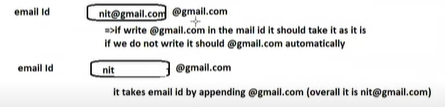 email Id nit@gmail.com @gmail.com
=>if write @gmail.com in the mail id it should take it as it is
if we do not write it should @gmail.com automatically
email Id nit @gmail.com
it takes email id by appending @gmail.com (overall it is nit@gmail.com)